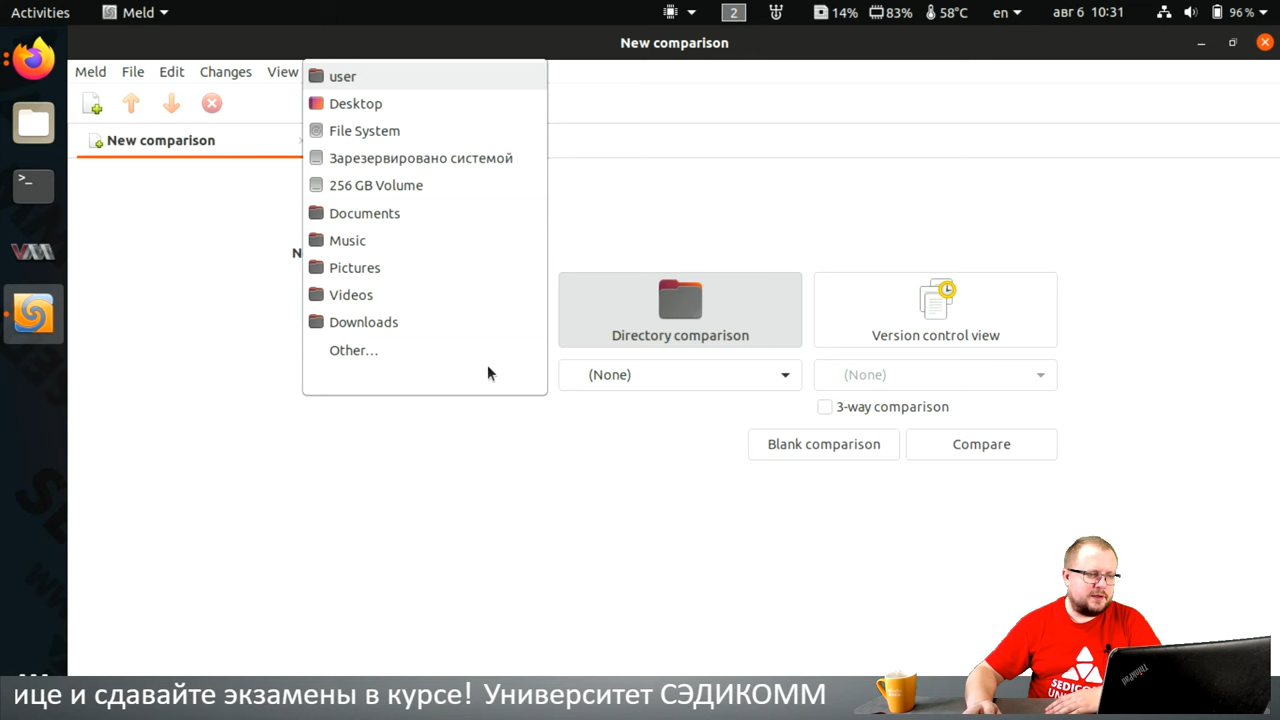 Activities
Meld
2
14%
83%
58°C
en
авг 6 10:31
96%
New comparison
Meld File Edit Changes View
New comparison
user
Desktop
File System
Зарезервировано системой
256 GB Volume
Documents
Music
Pictures
Videos
Downloads
Other…
N
Directory comparison
Version control view
(None)
(None)
3-way comparison
Blank comparison
Compare
ThinkPad
ице и сдавайте экзамены в курсе! Университет СЭДИКОММ